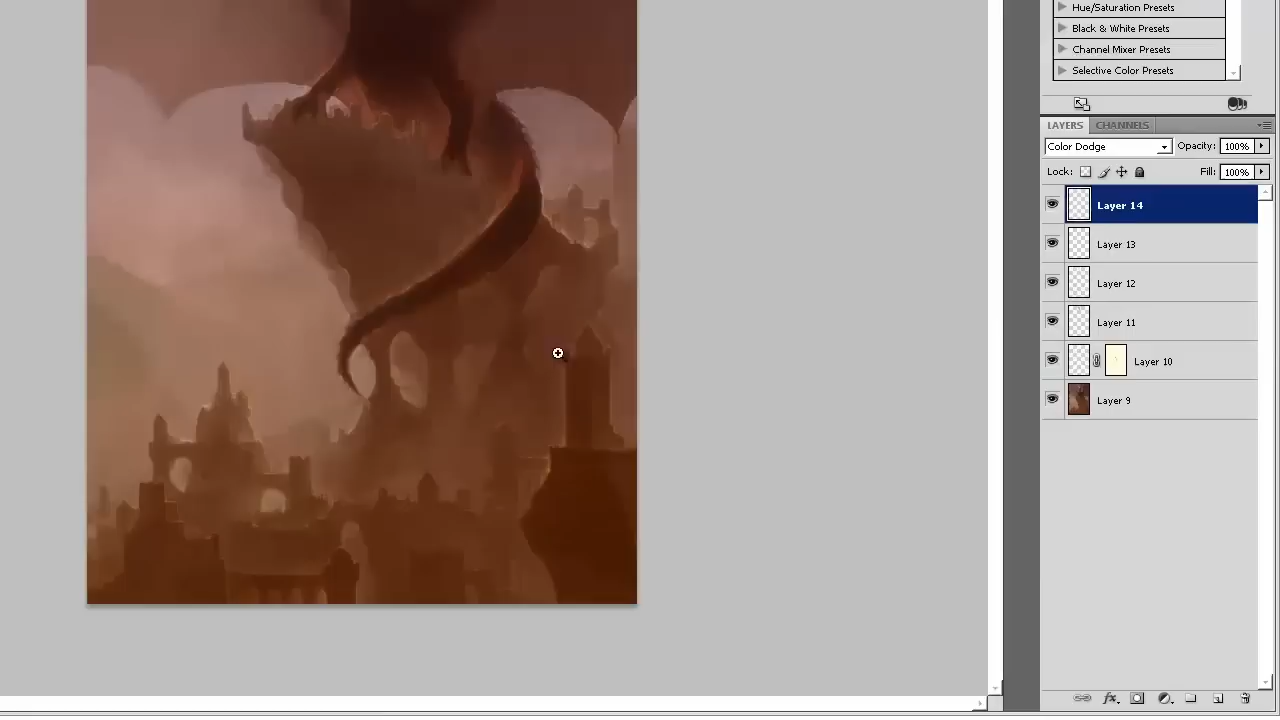 Hue/Saturation Presets
Black & White Presets
Channel Mixer Presets
Selective Color Presets
LAYERS CHANNELS
Color Dodge Opacity: 100%
Lock: Fill: 100%
Layer 14
Layer 13
Layer 12
Layer 11
Layer 10
Layer 9
fx